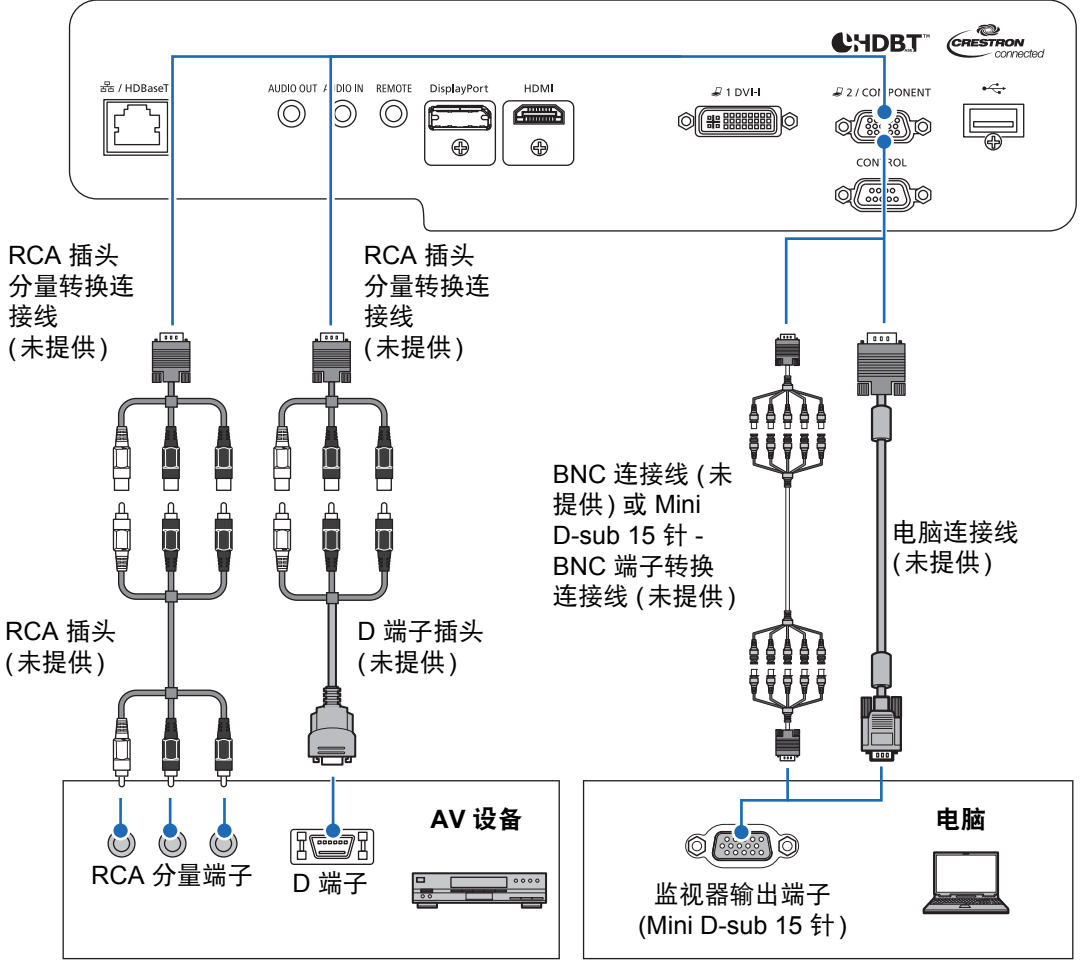 HDBT™
CRESTRON
connected
/ HDBaseT
AUDIO OUT
AUDIO IN
REMOTE
DisplayPort
HDMI
1 DVI-I
2 / COMPONENT
CONTROL
RCA 插头
分量转换连
接线
(未提供)
RCA 插头
分量转换连
接线
(未提供)
BNC 连接线 (未
提供) 或 Mini
D-sub 15 针 -
BNC 端子转换
连接线 (未提供)
电脑连接线
(未提供)
RCA 插头
(未提供)
D 端子插头
(未提供)
AV 设备
RCA 分量端子
D 端子
电脑
监视器输出端子
(Mini D-sub 15 针)